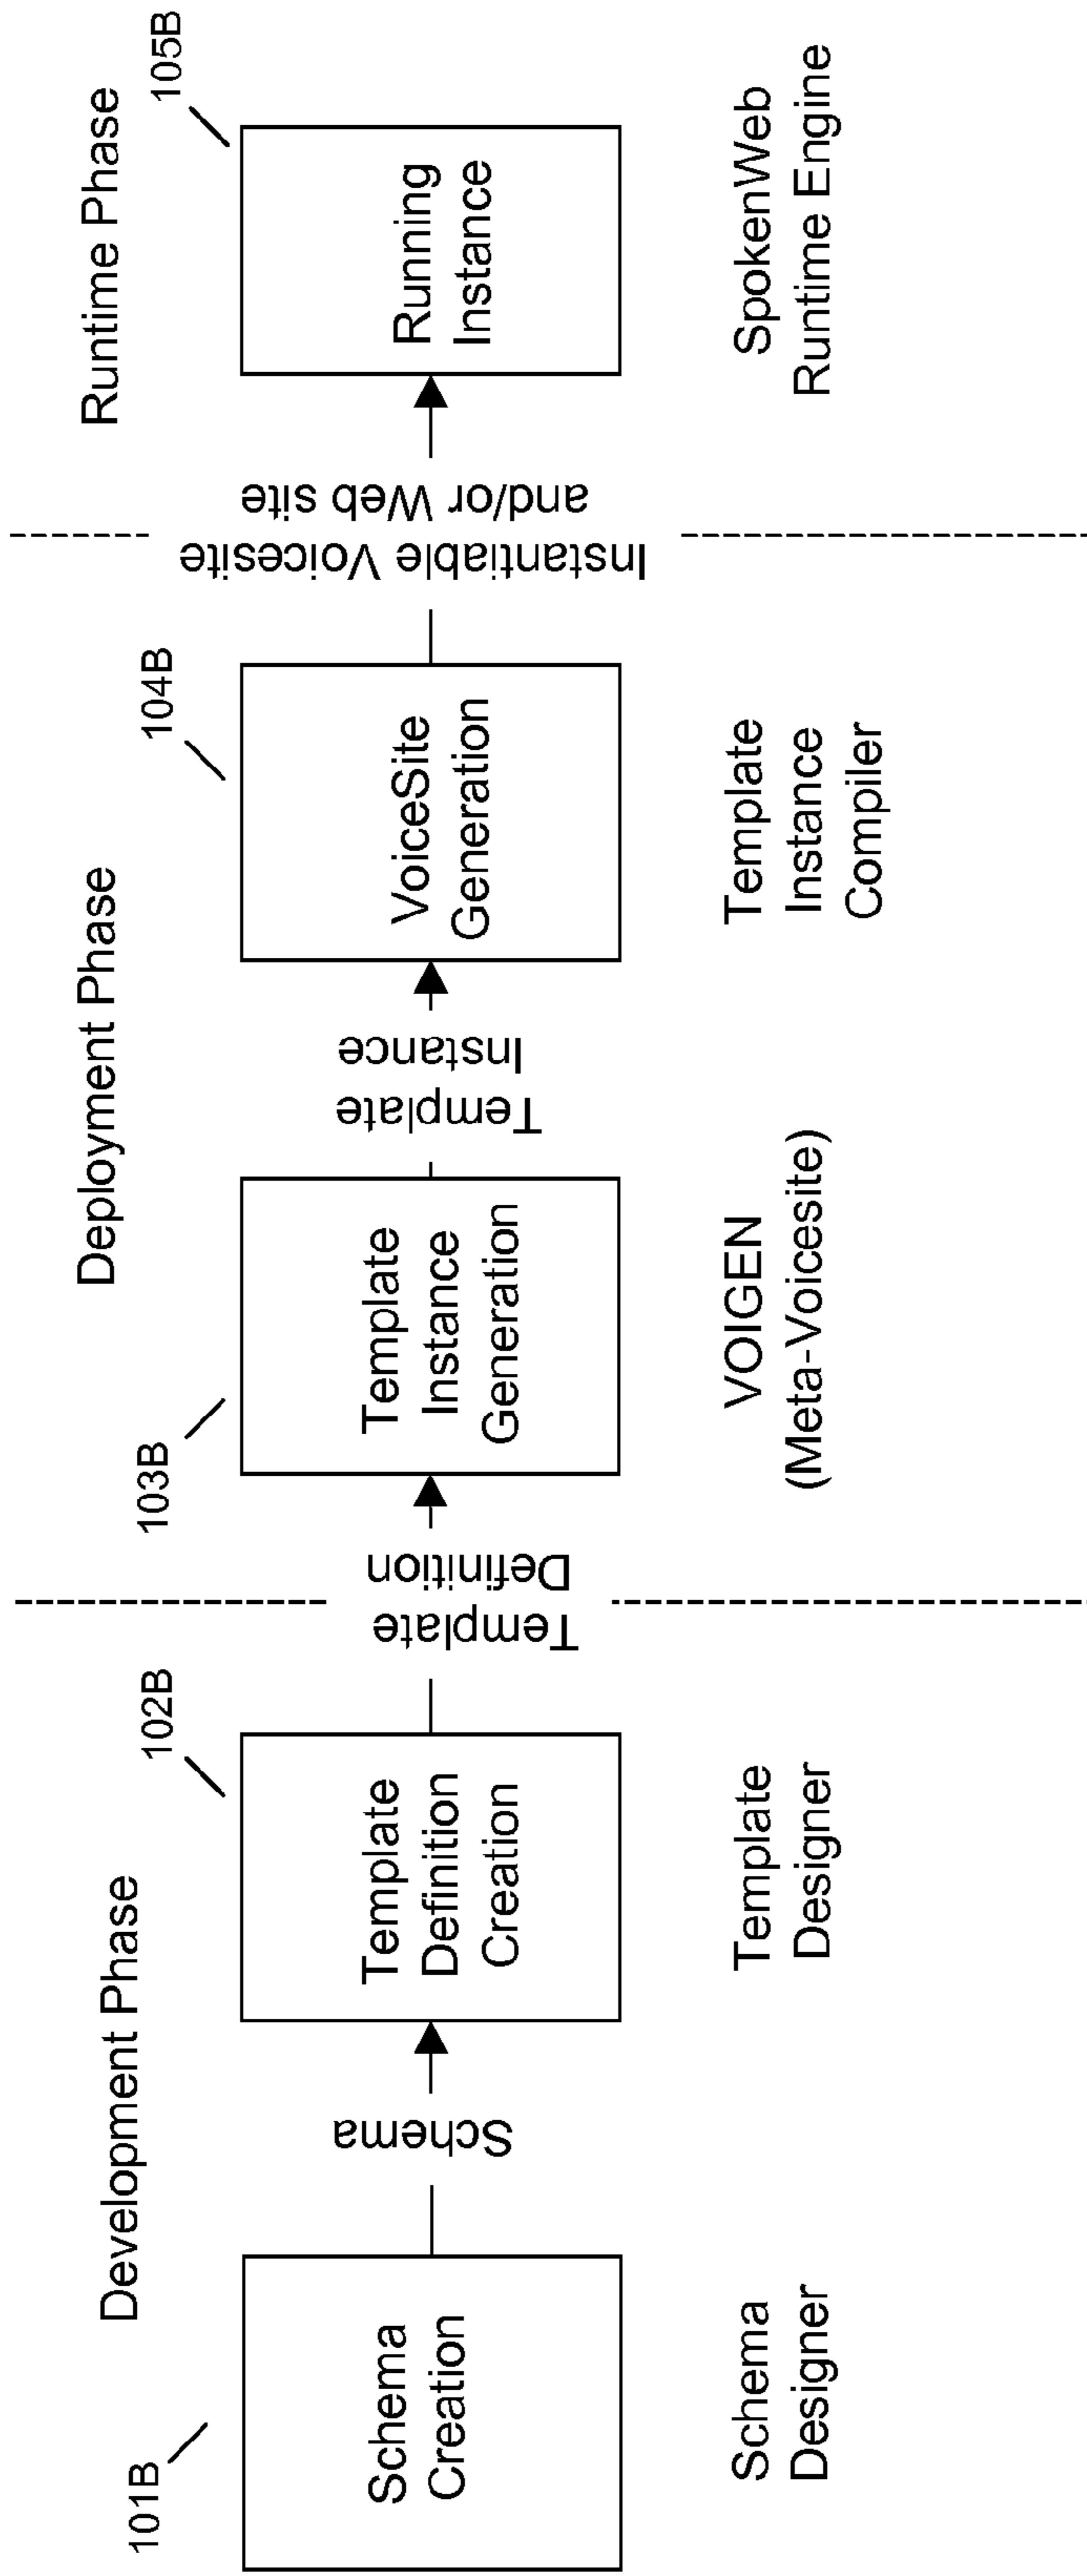 Development Phase
Deployment Phase
Runtime Phase
101B
102B
103B
104B
105B
Schema
Creation
Schema
Template
Definition
Creation
Template
Definition
Template
Instance
Generation
Template
Instance
VoiceSite
Generation
Instantiable Voicesite
and/or Web site
Running
Instance
Schema
Designer
Template
Designer
VOIGEN
(Meta-Voicesite)
Template
Instance
Compiler
SpokenWeb
Runtime Engine